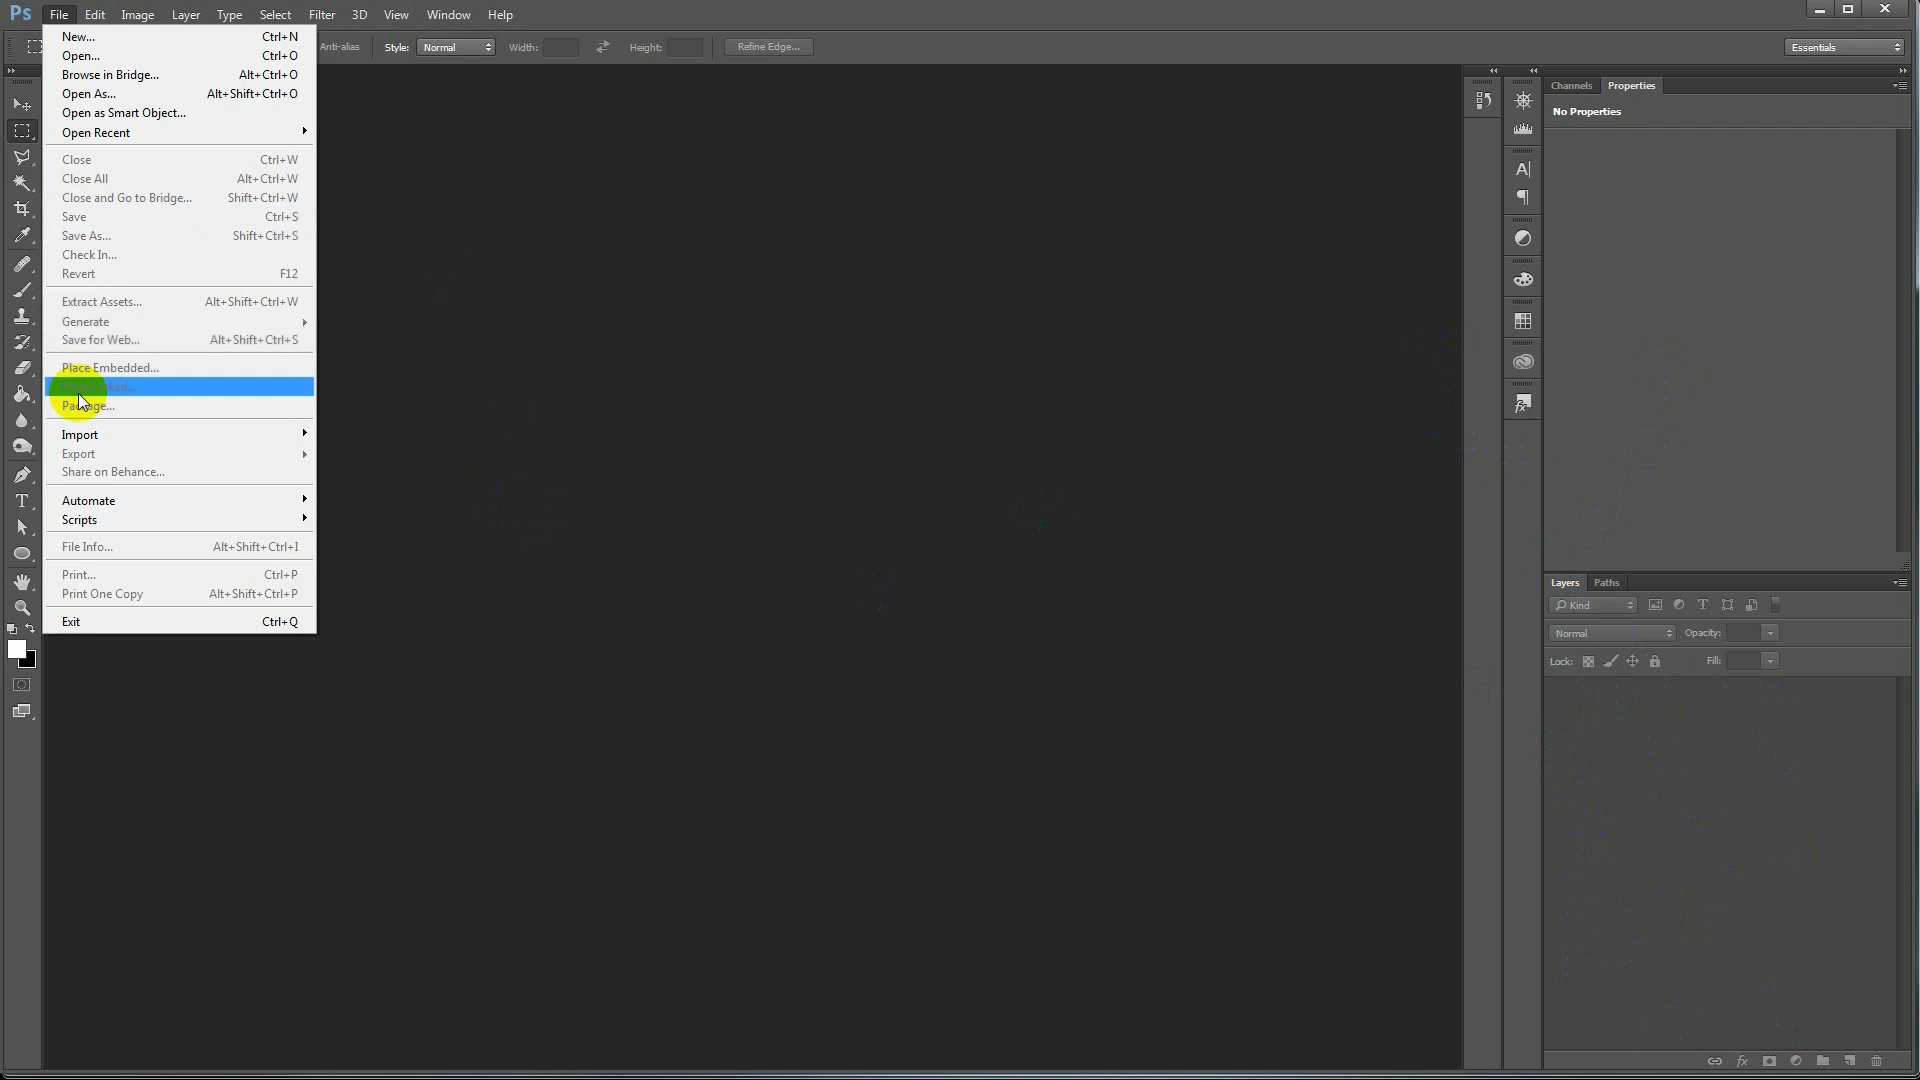 Ps File Edit Image Layer Type Select Filter 3D View Window Help
Anti-alias Style: Normal Width: Height: Refine Edge... Essentials
New... Ctrl+N
Open... Ctrl+O
Browse in Bridge... Alt+Ctrl+O
Open As... Alt+Shift+Ctrl+O
Open as Smart Object...
Open Recent
Close Ctrl+W
Close All Alt+Ctrl+W
Close and Go to Bridge... Shift+Ctrl+W
Save Ctrl+S
Save As... Shift+Ctrl+S
Check In...
Revert F12
Extract Assets... Alt+Shift+Ctrl+W
Generate
Save for Web... Alt+Shift+Ctrl+S
Place Embedded...
Package...
Import
Export
Share on Behance...
Automate
Scripts
File Info... Alt+Shift+Ctrl+I
Print... Ctrl+P
Print One Copy Alt+Shift+Ctrl+P
Exit Ctrl+Q
Channels Properties
No Properties
Layers Paths
Kind
Normal Opacity:
Lock: Fill: